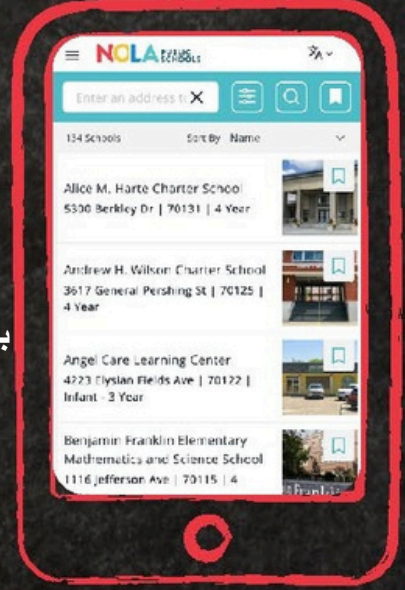 NOLA PUBLIC SCHOOLS
Enter an address t
134 Schools Sort By Name
Alice M. Harte Charter School
5300 Berkley Dr | 70131 | 4 Year
Andrew H. Wilson Charter School
3617 General Pershing St | 70125 |
4 Year
Angel Care Learning Center
4223 Elysian Fields Ave | 70122 |
Infant - 3 Year
Benjamin Franklin Elementary
Mathematics and Science School
1116 Jefferson Ave | 70115 | 4